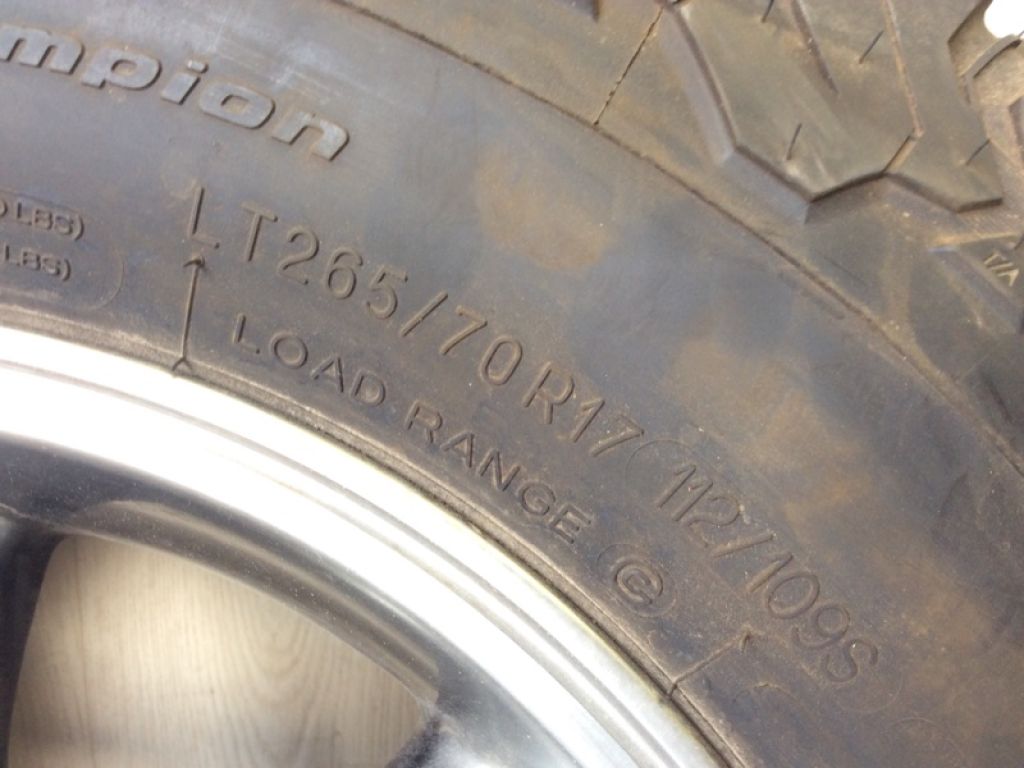 mpion
LBS)
LBS)
LT265/70R17 112/109S
LOAD RANGE C
T/A